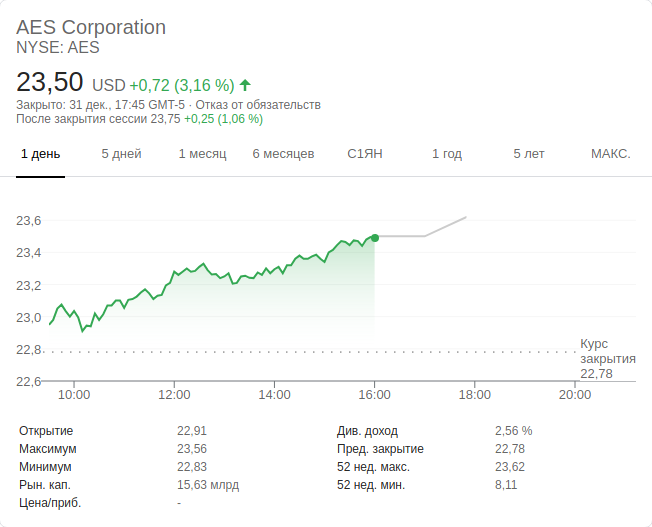 AES Corporation
NYSE: AES
23,50 USD +0,72 (3,16 %)
Закрыто: 31 дек., 17:45 GMT-5 · Отказ от обязательств
После закрытия сессии 23,75 +0,25 (1,06 %)
1 день 5 дней 1 месяц 6 месяцев С1ЯН 1 год 5 лет МАКС.
23,6
23,4
23,2
23,0
22,8
22,6
Курс
закрытия
22,78
10:00 12:00 14:00 16:00 18:00 20:00
Открытие 22,91 Див. доход 2,56 %
Максимум 23,56 Пред. закрытие 22,78
Минимум 22,83 52 нед. макс. 23,62
Рын. кап. 15,63 млрд 52 нед. мин. 8,11
Цена/приб. -